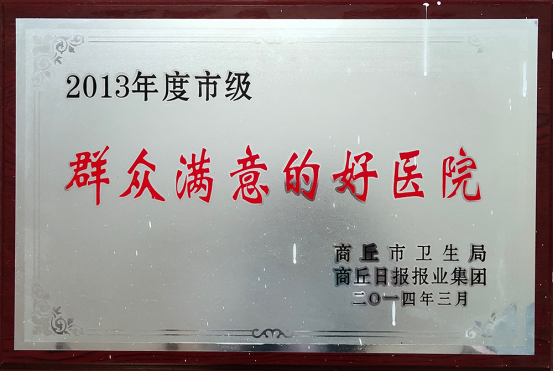 2013年度市级
群众满意的好医院
商丘市卫生局
商丘日报报业集团
二〇一四年三月